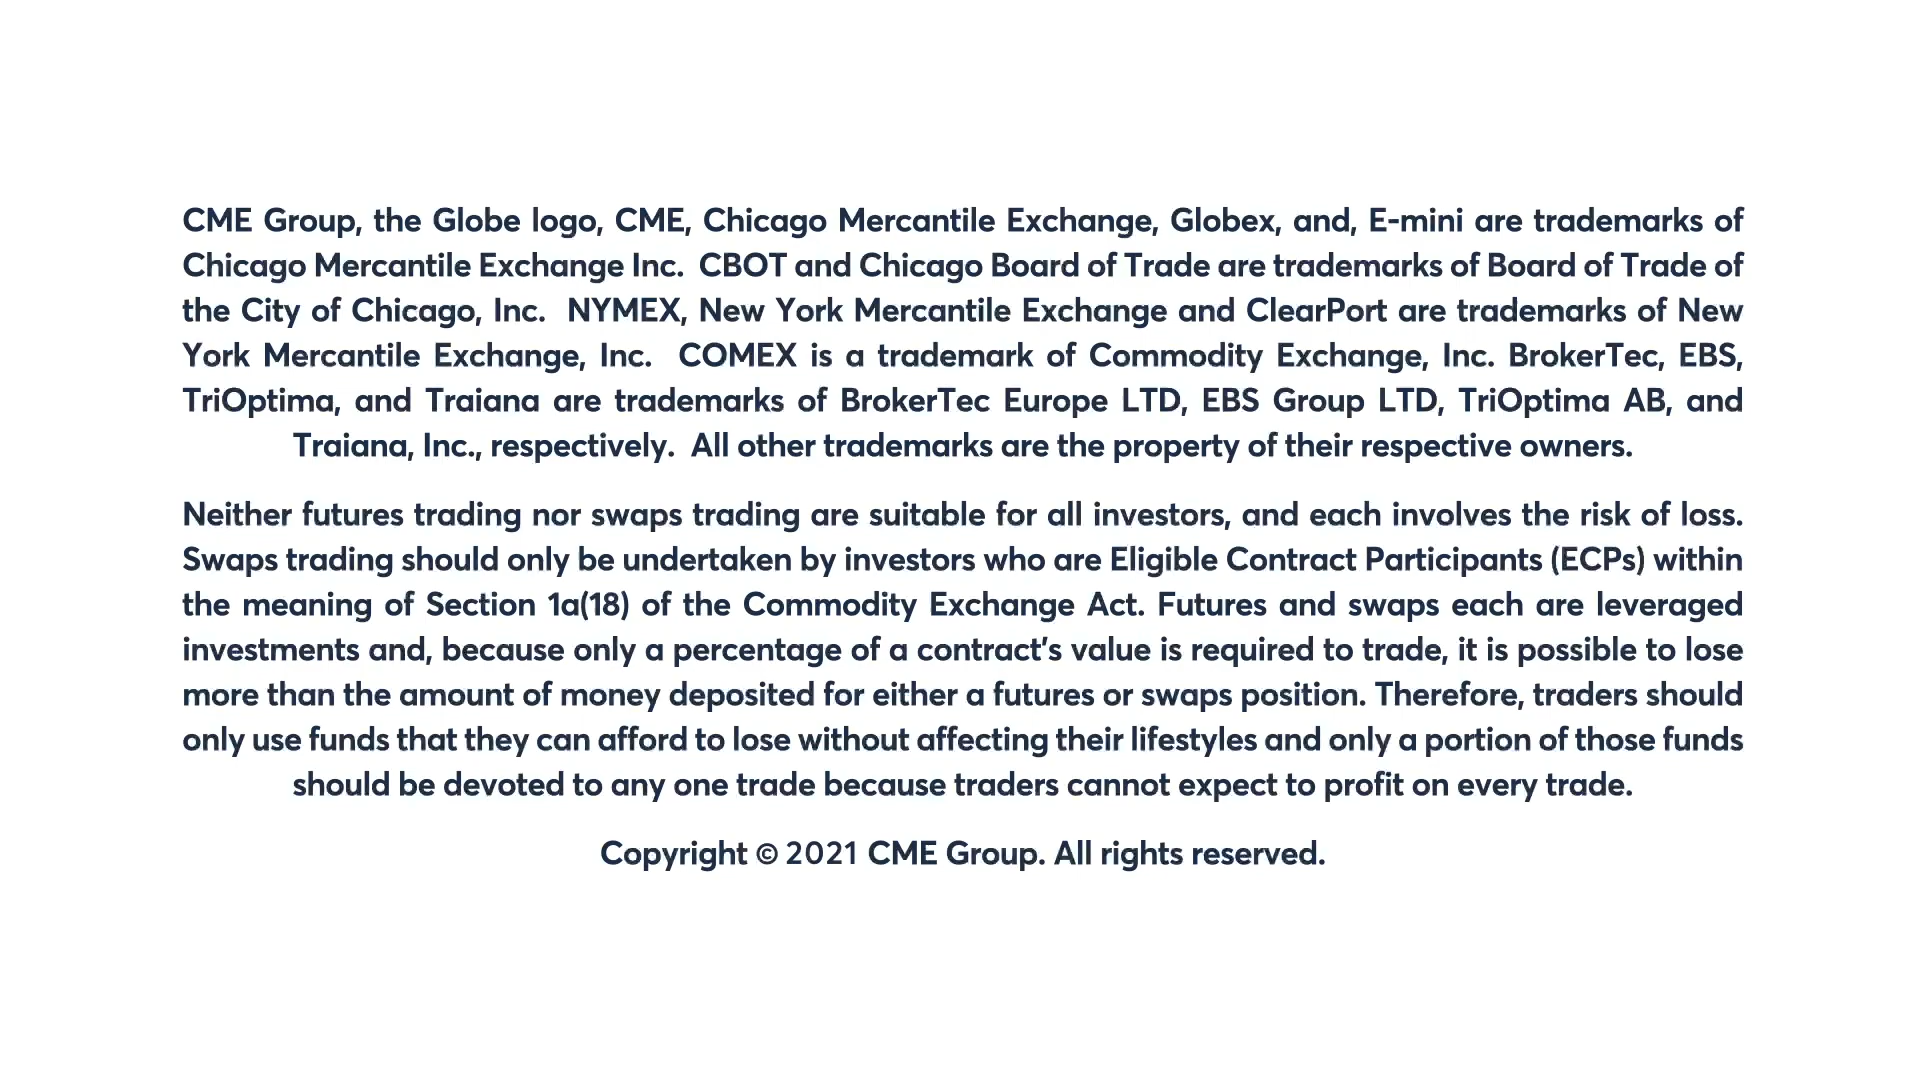 CME Group, the Globe logo, CME, Chicago Mercantile Exchange, Globex, and, E-mini are trademarks of
Chicago Mercantile Exchange Inc.  CBOT and Chicago Board of Trade are trademarks of Board of Trade of
the City of Chicago, Inc.  NYMEX, New York Mercantile Exchange and ClearPort are trademarks of New
York Mercantile Exchange, Inc.  COMEX is a trademark of Commodity Exchange, Inc. BrokerTec, EBS,
TriOptima, and Traiana are trademarks of BrokerTec Europe LTD, EBS Group LTD, TriOptima AB, and
Traiana, Inc., respectively.  All other trademarks are the property of their respective owners.
Neither futures trading nor swaps trading are suitable for all investors, and each involves the risk of loss.
Swaps trading should only be undertaken by investors who are Eligible Contract Participants (ECPs) within
the meaning of Section 1a(18) of the Commodity Exchange Act. Futures and swaps each are leveraged
investments and, because only a percentage of a contract's value is required to trade, it is possible to lose
more than the amount of money deposited for either a futures or swaps position. Therefore, traders should
only use funds that they can afford to lose without affecting their lifestyles and only a portion of those funds
should be devoted to any one trade because traders cannot expect to profit on every trade.
Copyright © 2021 CME Group. All rights reserved.